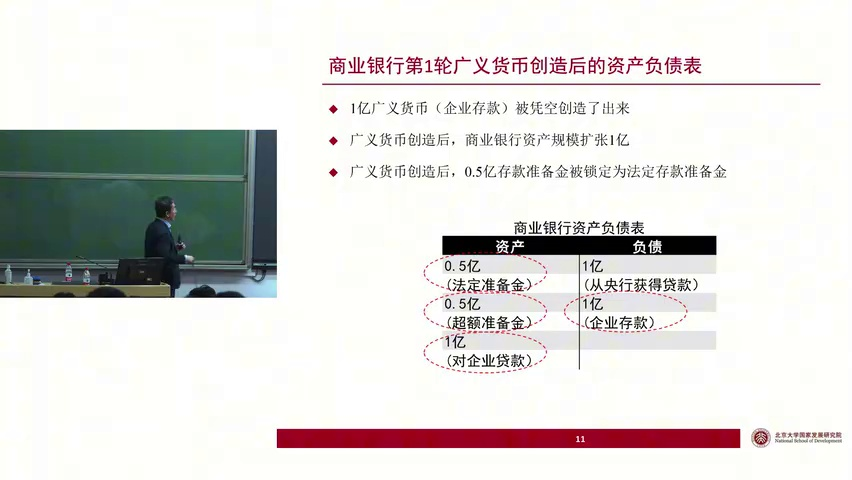 商业银行第1轮广义货币创造后的资产负债表
1亿广义货币（企业存款）被凭空创造了出来
广义货币创造后，商业银行资产规模扩张1亿
广义货币创造后，0.5亿存款准备金被锁定为法定存款准备金
商业银行资产负债表
资产 负债
0.5亿 1亿
(法定准备金) (从央行获得贷款)
0.5亿 1亿
(超额准备金) (企业存款)
1亿
(对企业贷款)
11
北京大学国家发展研究院
National School of Development